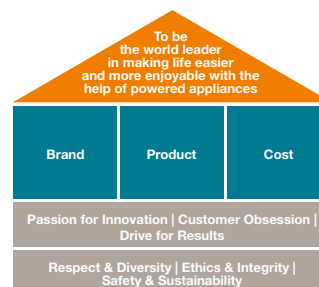 To be
the world leader
in making life easier
and more enjoyable with the
help of powered appliances
Brand
Product
Cost
Passion for Innovation | Customer Obsession |
Drive for Results
Respect & Diversity | Ethics & Integrity |
Safety & Sustainability